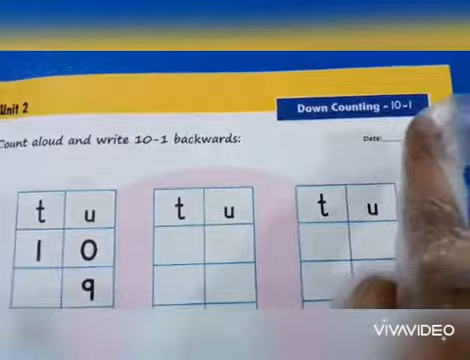 Unit 2
Down Counting - 10-1
Count aloud and write 10-1 backwards:
Date:
t u t u t u
1 0
9
VIVAVIDEO